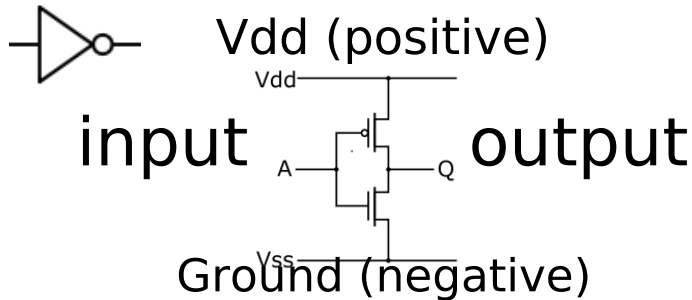 Vdd (positive)
Vdd
input
output
A
Q
Vss
Ground (negative)